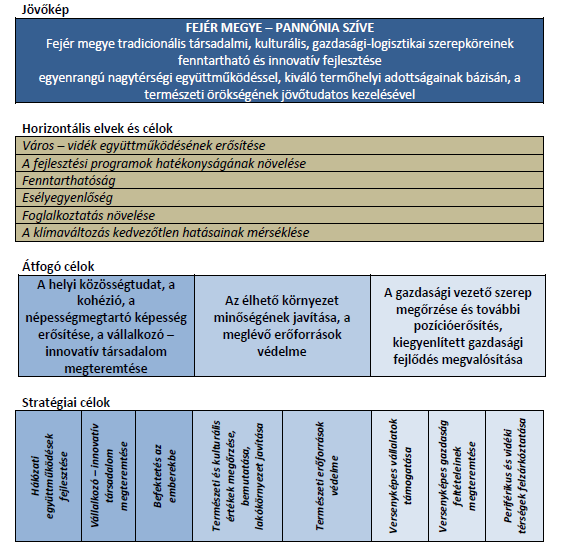 Jövőkép
FEJÉR MEGYE – PANNÓNIA SZÍVE
Fejér megye tradicionális társadalmi, kulturális, gazdasági-logisztikai szerepköreinek
fenntartható és innovatív fejlesztése
egyenrangú nagytérségi együttműködéssel, kiváló termőhelyi adottságainak bázisán, a
természeti örökségének jövőtudatos kezelésével
Horizontális elvek és célok
Város – vidék együttműködésének erősítése
A fejlesztési programok hatékonyságának növelése
Fenntarthatóság
Esélyegyenlőség
Foglalkoztatás növelése
A klímaváltozás kedvezőtlen hatásainak mérséklése
Átfogó célok
A helyi közösségtudat, a
kohézió, a
népességmegtartó képesség
erősítése, a vállalkozó –
innovatív társadalom
megteremtése
Az élhető környezet
minőségének javítása, a
meglévő erőforrások
védelme
A gazdasági vezető szerep
megőrzése és további
pozícióerősítés,
kiegyenlített gazdasági
fejlődés megvalósítása
Stratégiai célok
Hálózati
együttműködések
fejlesztése
Vállalkozó – innovatív
társadalom
megteremtése
Befektetés az
emberekbe
Természeti és kulturális
értékek megőrzése,
bemutatása,
lakókörnyezet javítása
Természeti erőforrások
védelme
Versenyképes vállalatok
támogatása
Versenyképes gazdaság
feltételeinek
megteremtése
Periférikus és vidéki
térségek felzárkóztatása